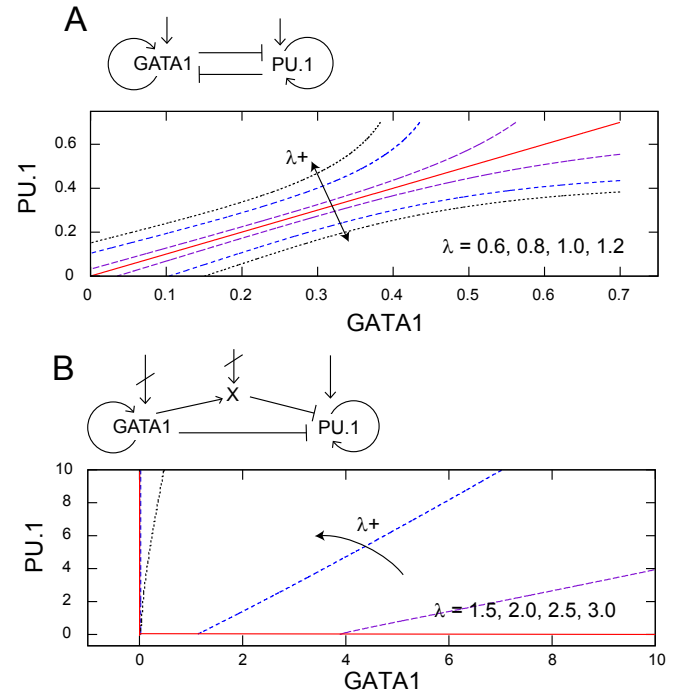 A
GATA1 PU.1
0.6
0.4
0.2
0
PU.1
λ+
λ = 0.6, 0.8, 1.0, 1.2
0 0.1 0.2 0.3 0.4 0.5 0.6 0.7
GATA1
B
X
GATA1 PU.1
10
8
6
4
2
0
PU.1
λ+
λ = 1.5, 2.0, 2.5, 3.0
0 2 4 6 8 10
GATA1